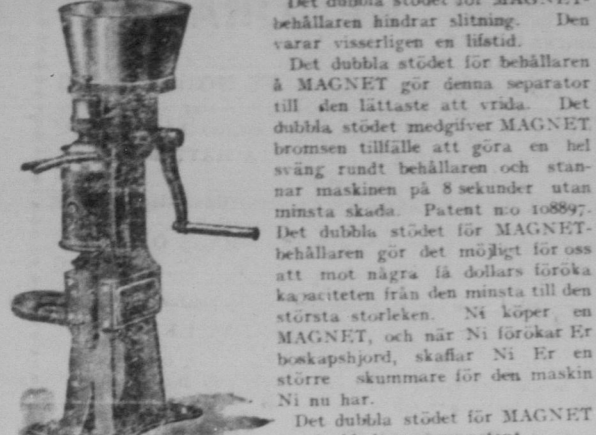 Det dubbla stödet för MAGNET-
behållaren hindrar slitning. Den
varar visserligen en lifstid.
Det dubbla stödet för behållaren
å MAGNET gör denna separator
till den lättaste att vrida. Det
dubbla stödet medgifver MAGNET
bromsen tillfälle att göra en hel
sväng rundt behållaren och stan-
nar maskinen på 8 sekunder utan
minsta skada. Patent n:o 108897.
Det dubbla stödet för MAGNET-
behållaren gör det möjligt för oss
att mot några få dollars föröka
kapaciteten från den minsta till den
största storleken. Ni köper en
MAGNET, och när Ni förökar Er
boskapshjord, skaffar Ni Er en
större skummare för den maskin
Ni nu har.
Det dubbla stödet för MAGNET